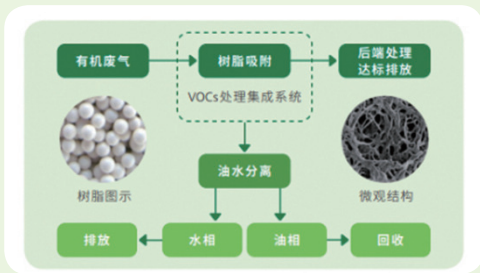 有机废气
树脂吸附
后端处理
达标排放
VOCs处理集成系统
油水分离
树脂图示
微观结构
排放
水相
油相
回收